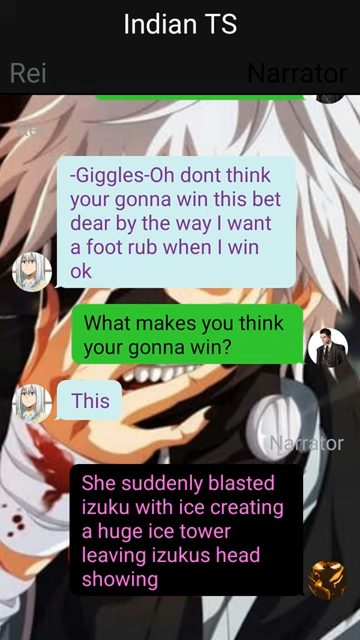 Indian TS
Rei
Narrator
Rei
-Giggles-Oh dont think
your gonna win this bet
dear by the way I want
a foot rub when I win
ok
What makes you think
your gonna win?
This
Narrator
She suddenly blasted
izuku with ice creating
a huge ice tower
leaving izukus head
showing